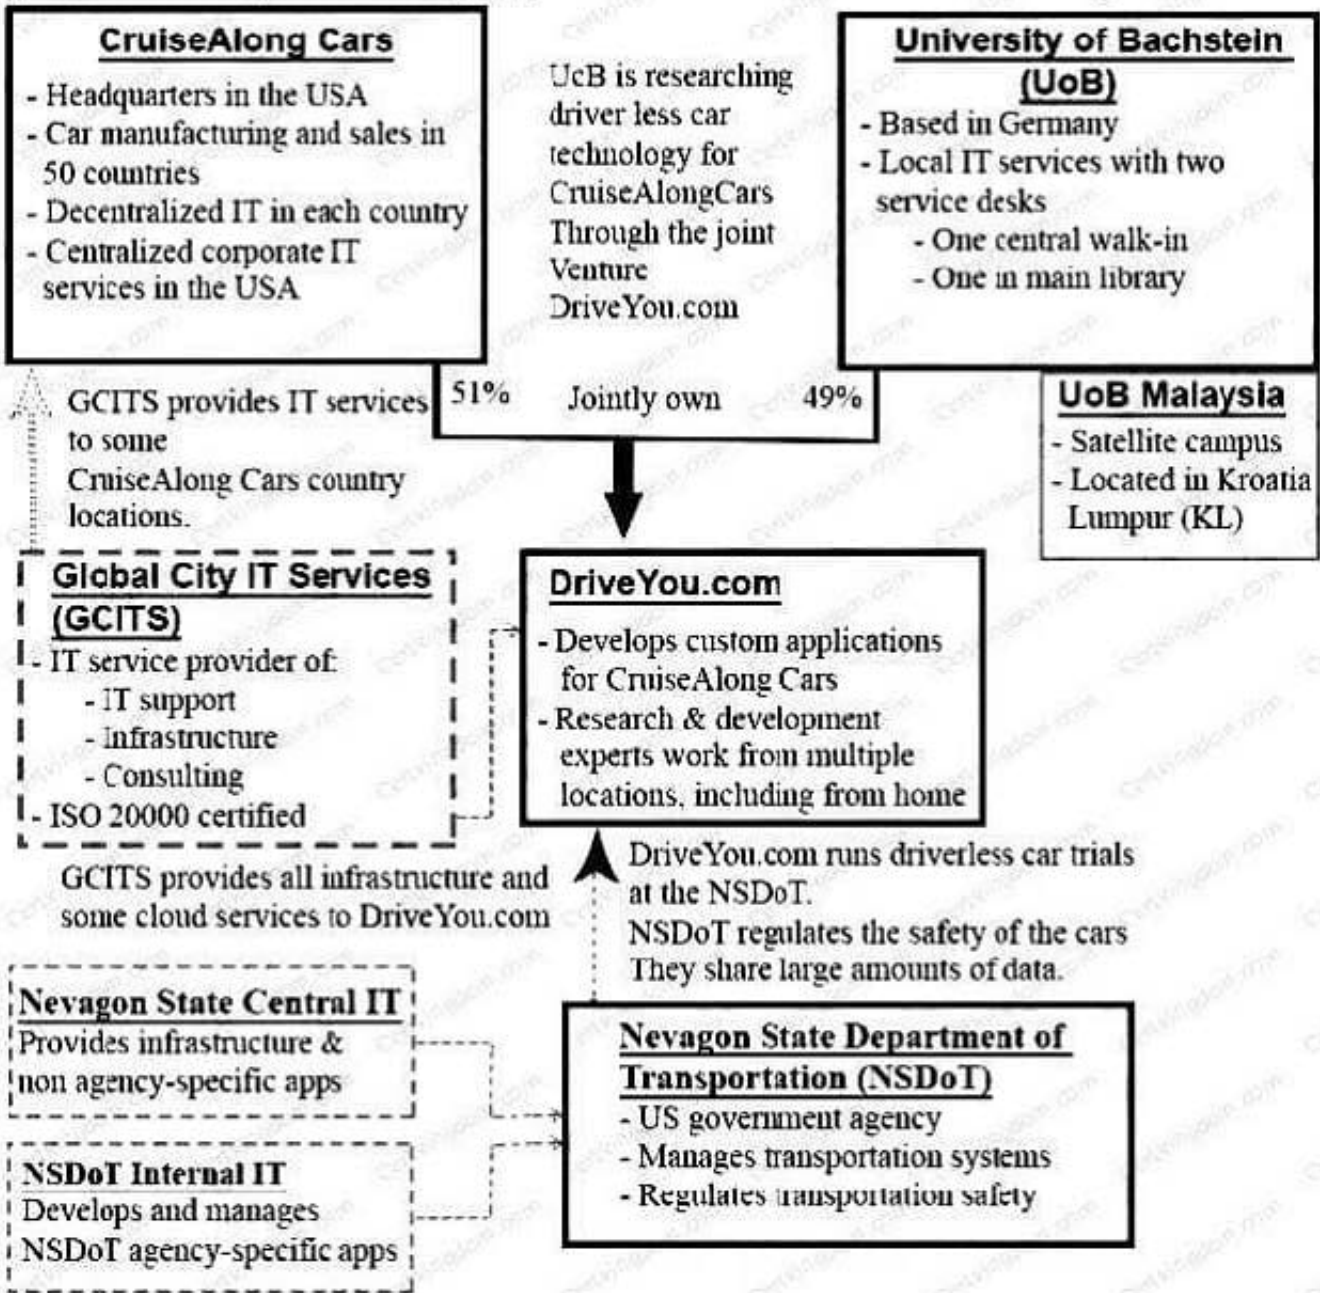 CruiseAlong Cars
- Headquarters in the USA
- Car manufacturing and sales in
50 countries
- Decentralized IT in each country
- Centralized corporate IT
services in the USA
UcB is researching
driver less car
technology for
CruiseAlongCars
Through the joint
Venture
DriveYou.com
University of Bachstein
(UoB)
- Based in Germany
- Local IT services with two
service desks
- One central walk-in
- One in main library
51% Jointly own 49%
UoB Malaysia
- Satellite campus
- Located in Kroatia
Lumpur (KL)
GCITS provides IT services
to some
CruiseAlong Cars country
locations.
Global City IT Services
(GCITS)
- IT service provider of:
- IT support
- Infrastructure
- Consulting
- ISO 20000 certified
DriveYou.com
- Develops custom applications
for CruiseAlong Cars
- Research & development
experts work from multiple
locations, including from home
GCITS provides all infrastructure and
some cloud services to DriveYou.com
DriveYou.com runs driverless car trials
at the NSDoT.
NSDoT regulates the safety of the cars
They share large amounts of data.
Nevagon State Central IT
Provides infrastructure &
non agency-specific apps
NSDoT Internal IT
Develops and manages
NSDoT agency-specific apps
Nevagon State Department of
Transportation (NSDoT)
- US government agency
- Manages transportation systems
- Regulates transportation safety